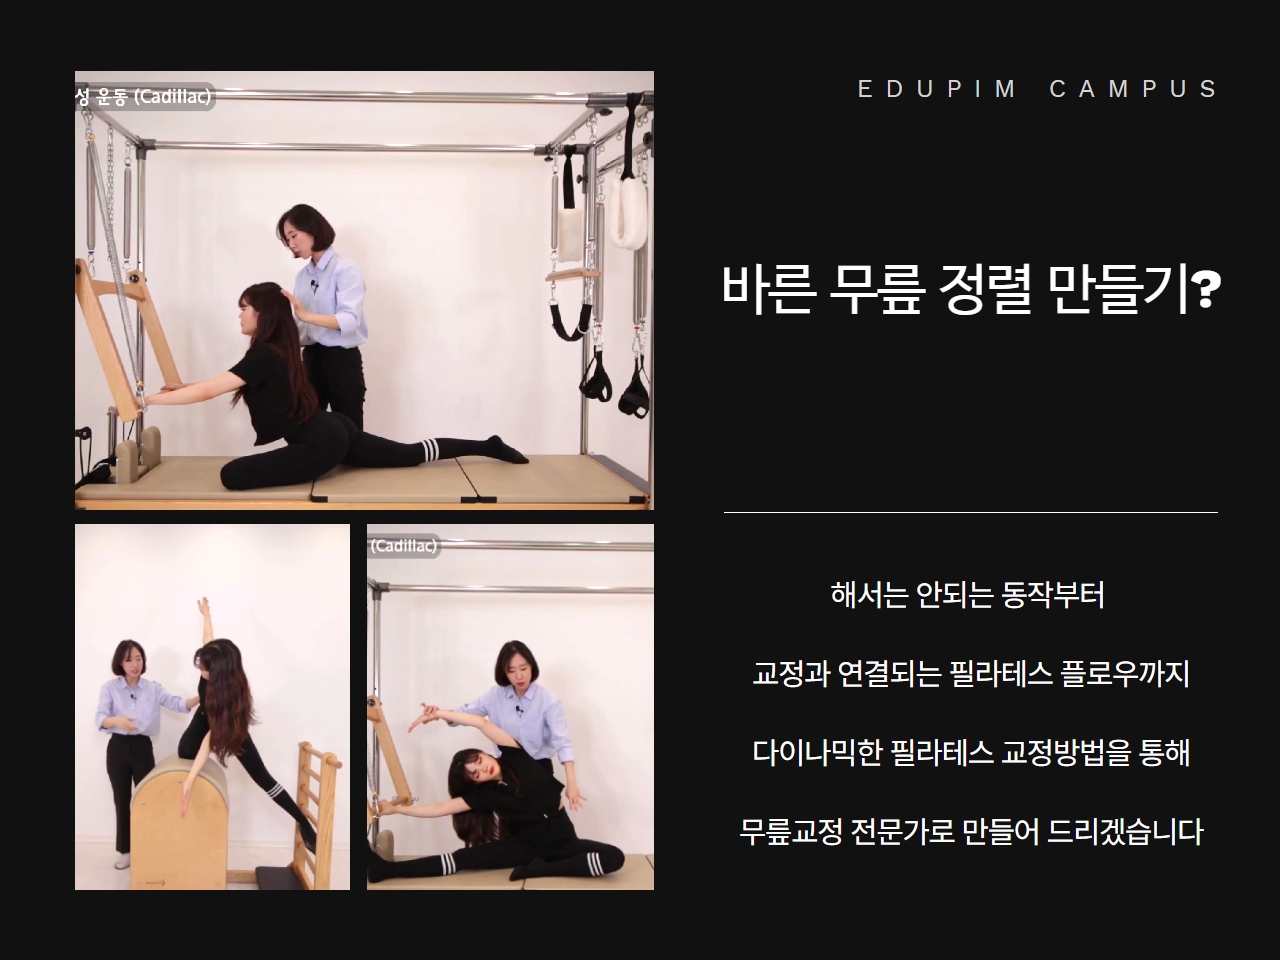 성 운동 (Cadillac)
EDUPIM CAMPUS
바른 무릎 정렬 만들기?
(Cadillac)
해서는 안되는 동작부터
교정과 연결되는 필라테스 플로우까지
다이나믹한 필라테스 교정방법을 통해
무릎교정 전문가로 만들어 드리겠습니다